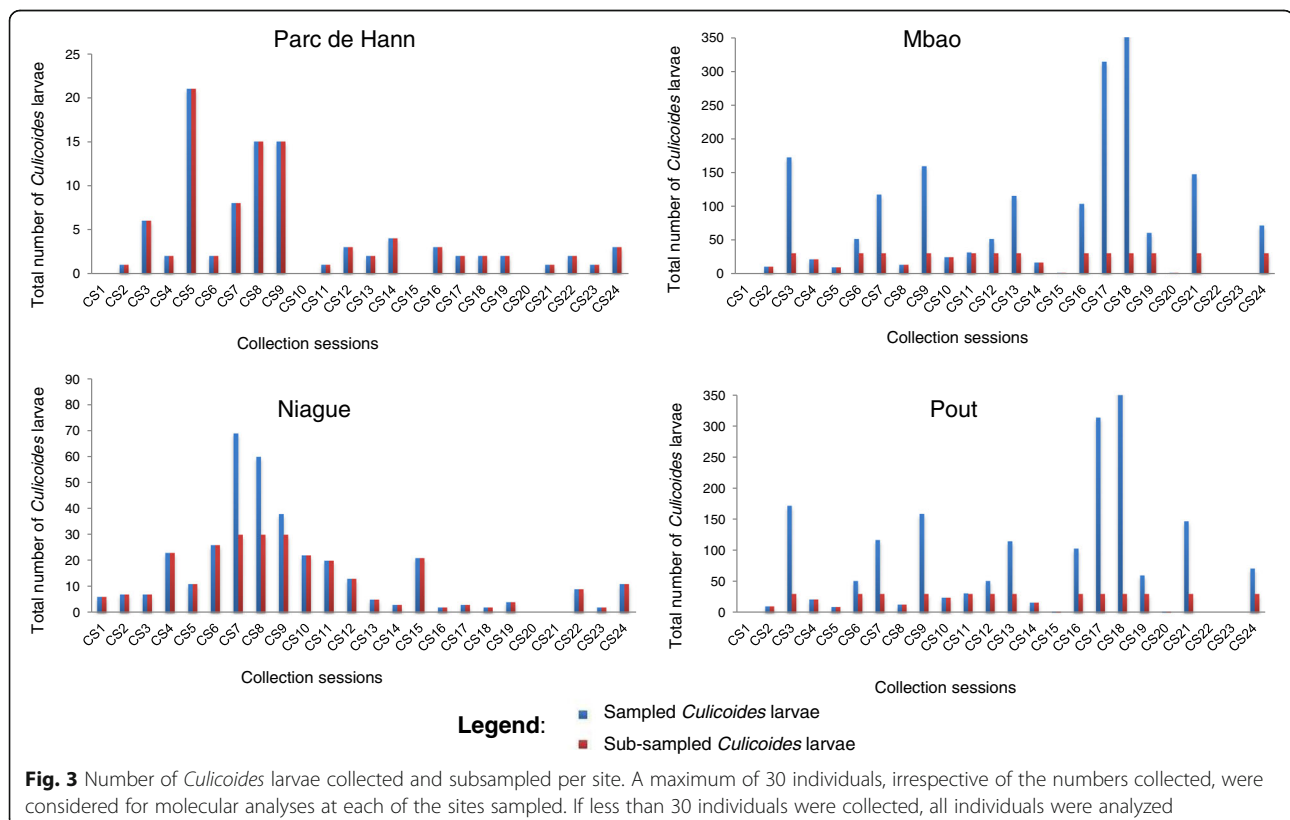 Parc de Hann
Total number of Culicoides larvae
25
20
15
10
5
0
CS1 CS2 CS3 CS4 CS5 CS6 CS7 CS8 CS9 CS10 CS11 CS12 CS13 CS14 CS15 CS16 CS17 CS18 CS19 CS20 CS21 CS22 CS23 CS24
Collection sessions
Mbao
Total number of Culicoides larvae
350
300
250
200
150
100
50
0
CS1 CS2 CS3 CS4 CS5 CS6 CS7 CS8 CS9 CS10 CS11 CS12 CS13 CS14 CS15 CS16 CS17 CS18 CS19 CS20 CS21 CS22 CS23 CS24
Collection sessions
Niague
Total number of Culicoides larvae
90
80
70
60
50
40
30
20
10
0
CS1 CS2 CS3 CS4 CS5 CS6 CS7 CS8 CS9 CS10 CS11 CS12 CS13 CS14 CS15 CS16 CS17 CS18 CS19 CS20 CS21 CS22 CS23 CS24
Collection sessions
Pout
Total number of Culicoides larvae
350
300
250
200
150
100
50
0
CS1 CS2 CS3 CS4 CS5 CS6 CS7 CS8 CS9 CS10 CS11 CS12 CS13 CS14 CS15 CS16 CS17 CS18 CS19 CS20 CS21 CS22 CS23 CS24
Collection sessions
Legend:
Sampled Culicoides larvae
Sub-sampled Culicoides larvae
Fig. 3 Number of Culicoides larvae collected and subsampled per site. A maximum of 30 individuals, irrespective of the numbers collected, were
considered for molecular analyses at each of the sites sampled. If less than 30 individuals were collected, all individuals were analyzed